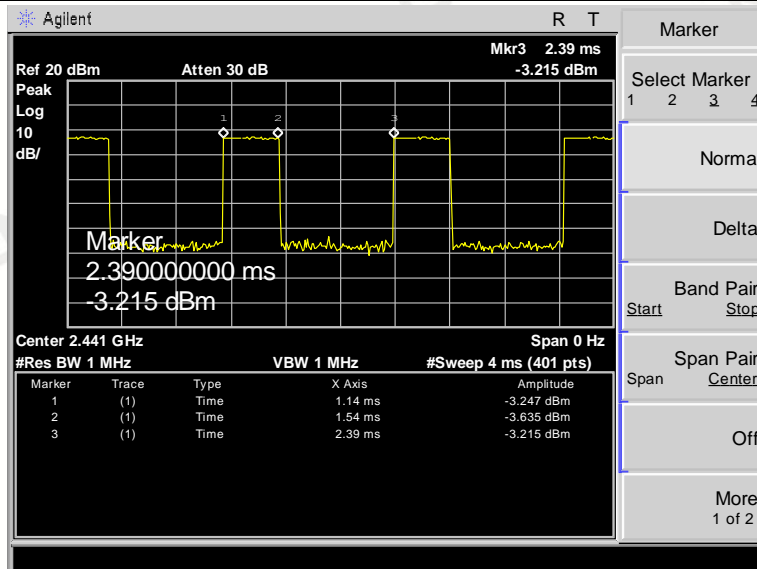 Agilent R T
Mkr3 2.39 ms
Ref 20 dBm Atten 30 dB -3.215 dBm
Peak
Log
10
dB/
1 2 3
Marker
2.390000000 ms
-3.215 dBm
Center 2.441 GHz Span 0 Hz
#Res BW 1 MHz VBW 1 MHz #Sweep 4 ms (401 pts)
Marker Trace Type X Axis Amplitude
1 (1) Time 1.14 ms -3.247 dBm
2 (1) Time 1.54 ms -3.635 dBm
3 (1) Time 2.39 ms -3.215 dBm
Marker
Select Marker
1 2 3 4
Norma
Delta
Band Pair
Start Stop
Span Pair
Span Center
Off
More
1 of 2